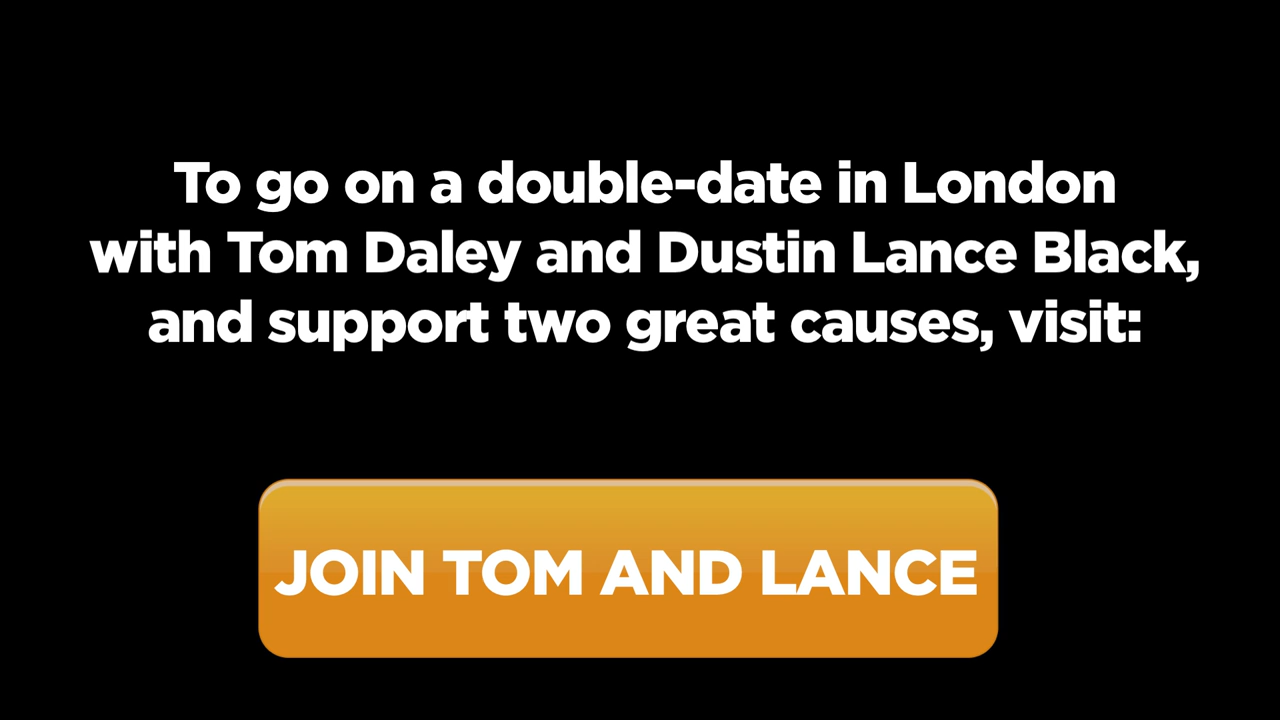 To go on a double-date in London
with Tom Daley and Dustin Lance Black,
and support two great causes, visit:
JOIN TOM AND LANCE